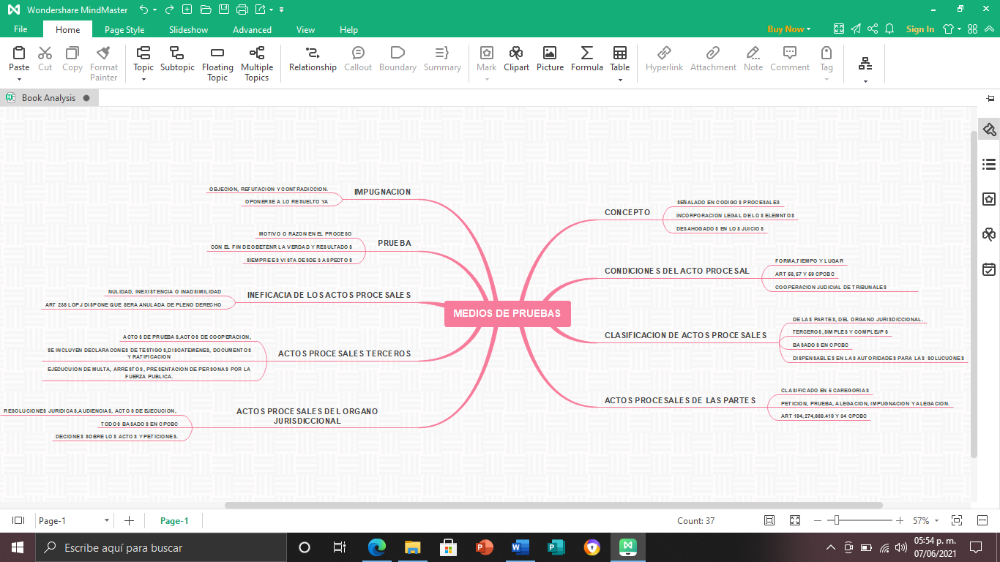 Wondershare MindMaster
File Home Page Style Slideshow Advanced View Help Buy Now Sign In
Paste Cut Copy Format Painter Topic Subtopic Floating Topic Multiple Topics Relationship Callout Boundary Summary Mark Clipart Picture Formula Table Hyperlink Attachment Note Comment Tag
Book Analysis
MEDIOS DE PRUEBAS
IMPUGNACION
OBJECION, REFUTACION Y CONTRADICCION.
OPONERSE A LO RESUELTO YA
PRUEBA
MOTIVO O RAZON EN EL PROCESO
CON EL FIN DE OBETENR LA VERDAD Y RESULTADOS
SIEMPRE ES VISTA DESDE 3 ASPECTOS
INEFICACIA DE LOS ACTOS PROCESALES
NULIDAD, INEXISTENCIA O INADSIMILIDAD
ART 238 LOPJ DISPONE QUE SERA ANULADA DE PLENO DERECHO
ACTOS PROCESALES TERCEROS
ACTOS DE PRUEBAS,ACTOS DE COOPERACION,
SE INCLUYEN DECLARACONES DE TESTIGOS,DISCATEMENES, DOCUMENTOS
Y RATIFICACION
EJECUCUION DE MULTA, ARRESTOS, PRESENTACION DE PERSONAS POR LA
FUERZA PUBLICA.
ACTOS PROCESALES DEL ORGANO
JURISDICCIONAL
RESOLUCIONES JURIDICAS,AUDIENCIAS, ACTOS DE EJECUCION,
TODOS BASADOS EN CPCBC
DECIONES SOBRE LOS ACTOS Y PETICIONES.
CONCEPTO
SEÑALADO EN CODIGOS PROCESALES
INCORPORACION LEGAL DE LOS ELEMNTOS
DESAHOGADOS EN LOS JUICIOS
CONDICIONES DEL ACTO PROCESAL
FORMA,TIEMPO Y LUGAR
ART 56,57 Y 59 CPCBC
COOPERACION JUDICIAL DE TRIBUNALES
CLASIFICACION DE ACTOS PROCESALES
DE LAS PARTES, DEL ORGANO JURISDICCIONAL.
TERCEROS,SIMPLES Y COMPLEJPS
BASADOS EN CPCBC
DISPENSABLES EN LAS AUTORIDADES PARA LAS SOLUCUONES
ACTOS PROCESALES DE LAS PARTES
CLASIFICADO EN 5 CAREGORIAS
PETICION, PRUEBA, ALEGACION, IMPUGNACION Y ALEGACION.
ART 194,274,669.419 Y 34 CPCBC
Page-1 Page-1 Count: 37 57%
Escribe aquí para buscar
05:54 p. m.
07/06/2021